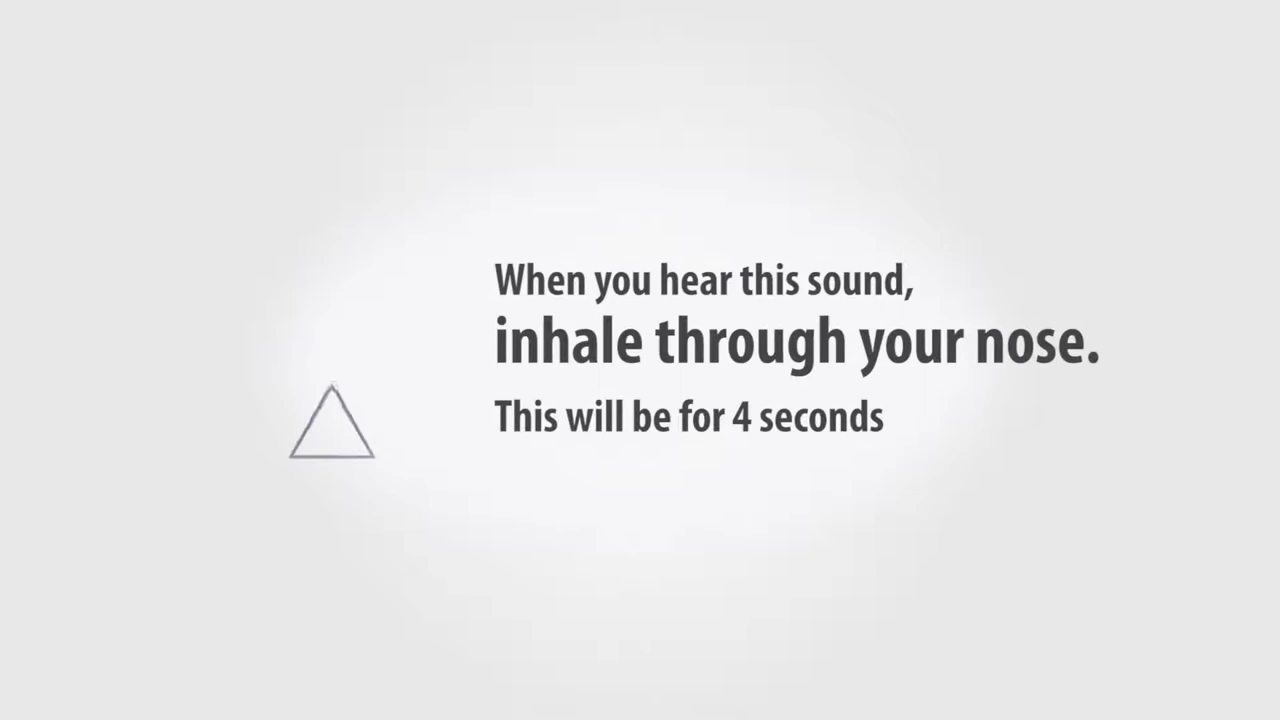 When you hear this sound,
inhale through your nose.
This will be for 4 seconds